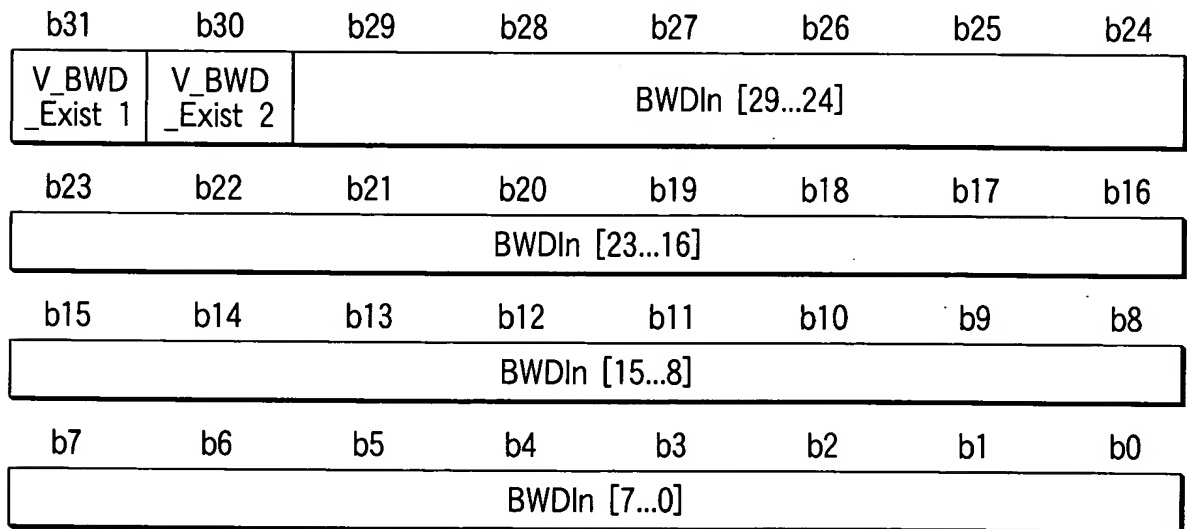 b31 b30 b29 b28 b27 b26 b25 b24
V_BWD V_BWD BWDIn [29...24]
_Exist 1 _Exist 2
b23 b22 b21 b20 b19 b18 b17 b16
BWDIn [23...16]
b15 b14 b13 b12 b11 b10 b9 b8
BWDIn [15...8]
b7 b6 b5 b4 b3 b2 b1 b0
BWDIn [7...0]